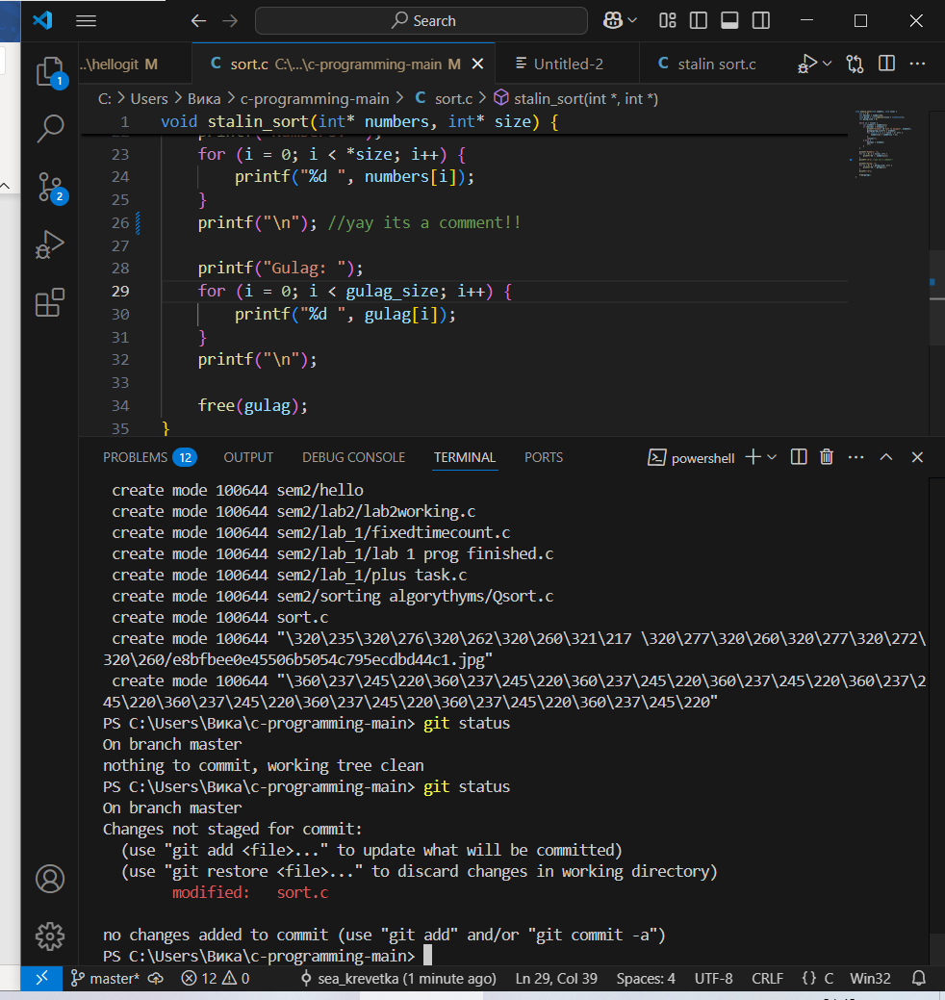 Search
..\hellogit M
C sort.c C:\...\c-programming-main M
Untitled-2
C stalin sort.c
C: > Users > Вика > c-programming-main > C sort.c > stalin_sort(int *, int *)
1 void stalin_sort(int* numbers, int* size) {
23 for (i = 0; i < *size; i++) {
24 printf("%d ", numbers[i]);
25 }
26 printf("\n"); //yay its a comment!!
27
28 printf("Gulag: ");
29 for (i = 0; i < gulag_size; i++) {
30 printf("%d ", gulag[i]);
31 }
32 printf("\n");
33
34 free(gulag);
35 }
PROBLEMS 12 OUTPUT DEBUG CONSOLE TERMINAL PORTS powershell
create mode 100644 sem2/hello
create mode 100644 sem2/lab2/lab2working.c
create mode 100644 sem2/lab_1/fixedtimecount.c
create mode 100644 sem2/lab_1/lab 1 prog finished.c
create mode 100644 sem2/lab_1/plus task.c
create mode 100644 sem2/sorting algorythyms/Qsort.c
create mode 100644 sort.c
create mode 100644 "\320\235\320\276\320\262\320\260\321\217 \320\277\320\260\320\277\320\272\
320\260/e8bfbee0e45506b5054c795ecdbd44c1.jpg"
create mode 100644 "\360\237\245\220\360\237\245\220\360\237\245\220\360\237\245\220\360\237\2
45\220\360\237\245\220\360\237\245\220\360\237\245\220\360\237\245\220"
PS C:\Users\Вика\c-programming-main> git status
On branch master
nothing to commit, working tree clean
PS C:\Users\Вика\c-programming-main> git status
On branch master
Changes not staged for commit:
(use "git add <file>..." to update what will be committed)
(use "git restore <file>..." to discard changes in working directory)
modified: sort.c
no changes added to commit (use "git add" and/or "git commit -a")
PS C:\Users\Вика\c-programming-main>
1
2
master* 12 0 sea_krevetka (1 minute ago) Ln 29, Col 39 Spaces: 4 UTF-8 CRLF {} C Win32